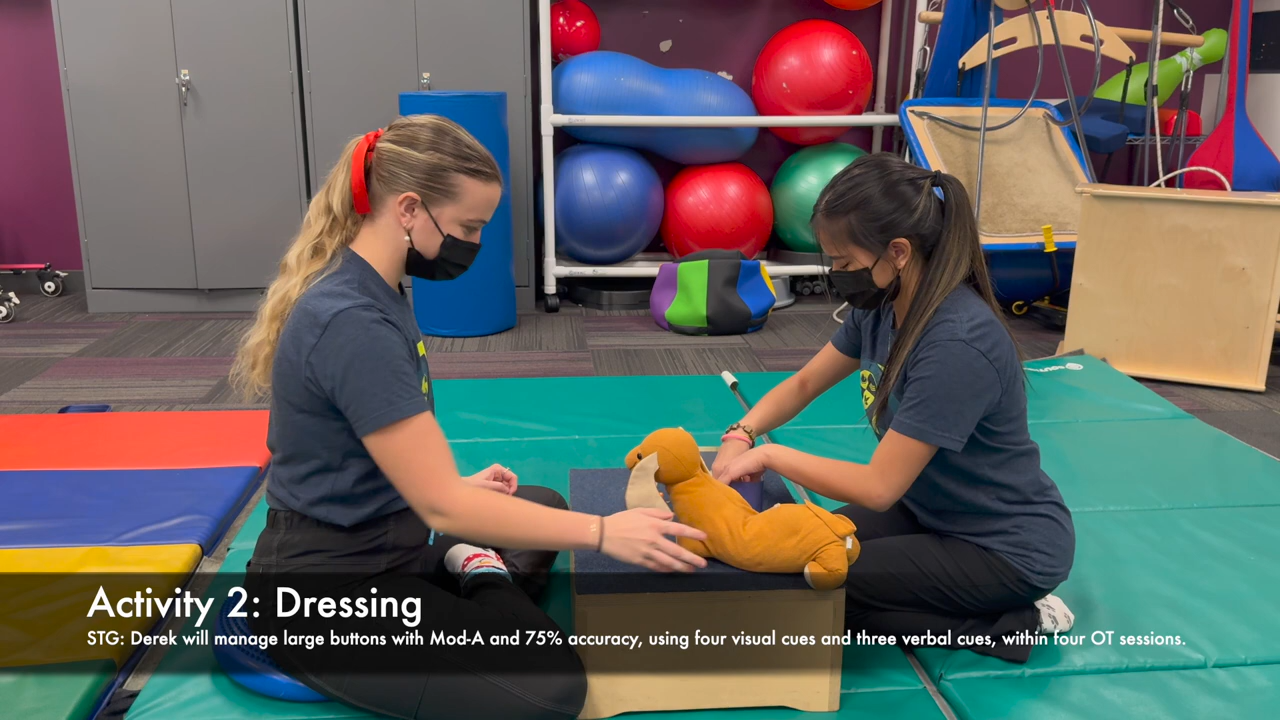 Activity 2: Dressing
STG: Derek will manage large buttons with Mod-A and 75% accuracy, using four visual cues and three verbal cues, within four OT sessions.